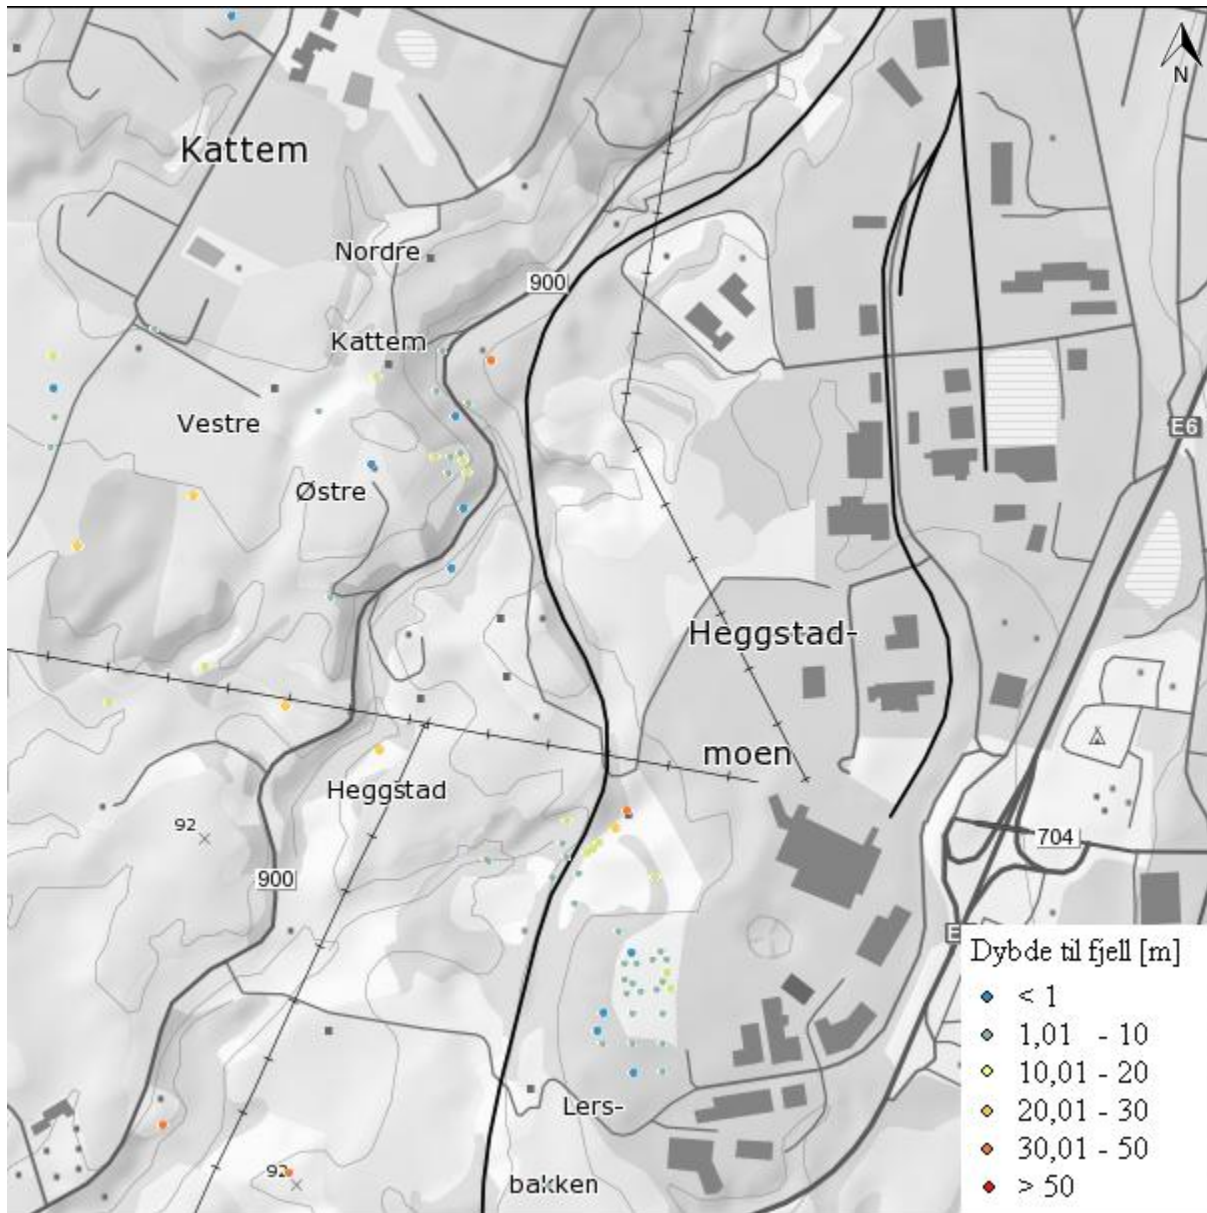 N
Kattem
Nordre
900
Kattem
Vestre
E6
Østre
Heggstad-
moen
Heggstad
92
704
900
E
Dybde til fjell [m]
< 1
1,01 - 10
10,01 - 20
20,01 - 30
30,01 - 50
> 50
Lers-
92
bakken